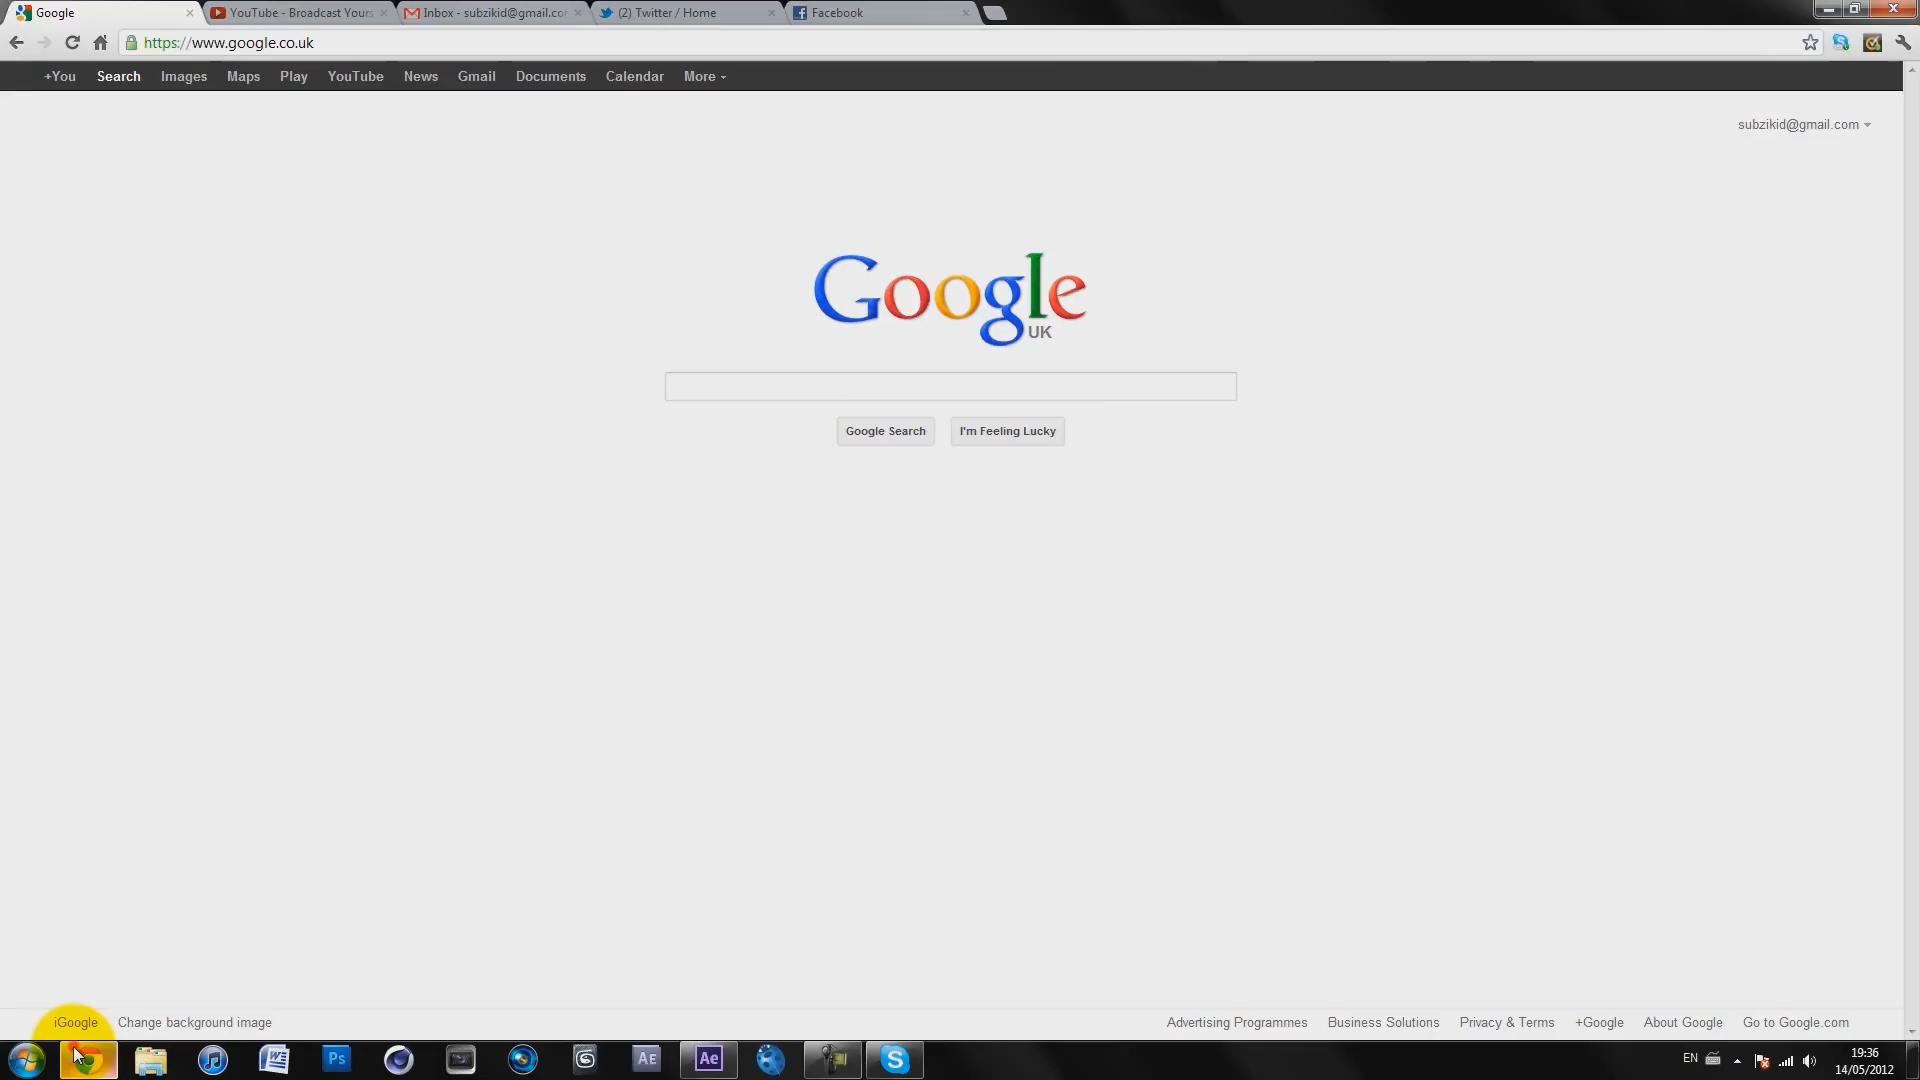 Google
YouTube - Broadcast Yours
Inbox - subzikid@gmail.co
(2) Twitter / Home
Facebook
https://www.google.co.uk
+You Search Images Maps Play YouTube News Gmail Documents Calendar More
subzikid@gmail.com
Google
UK
Google Search I'm Feeling Lucky
iGoogle Change background image Advertising Programmes Business Solutions Privacy & Terms +Google About Google Go to Google.com
Ps
AE
Ae
S
EN
19:36
14/05/2012